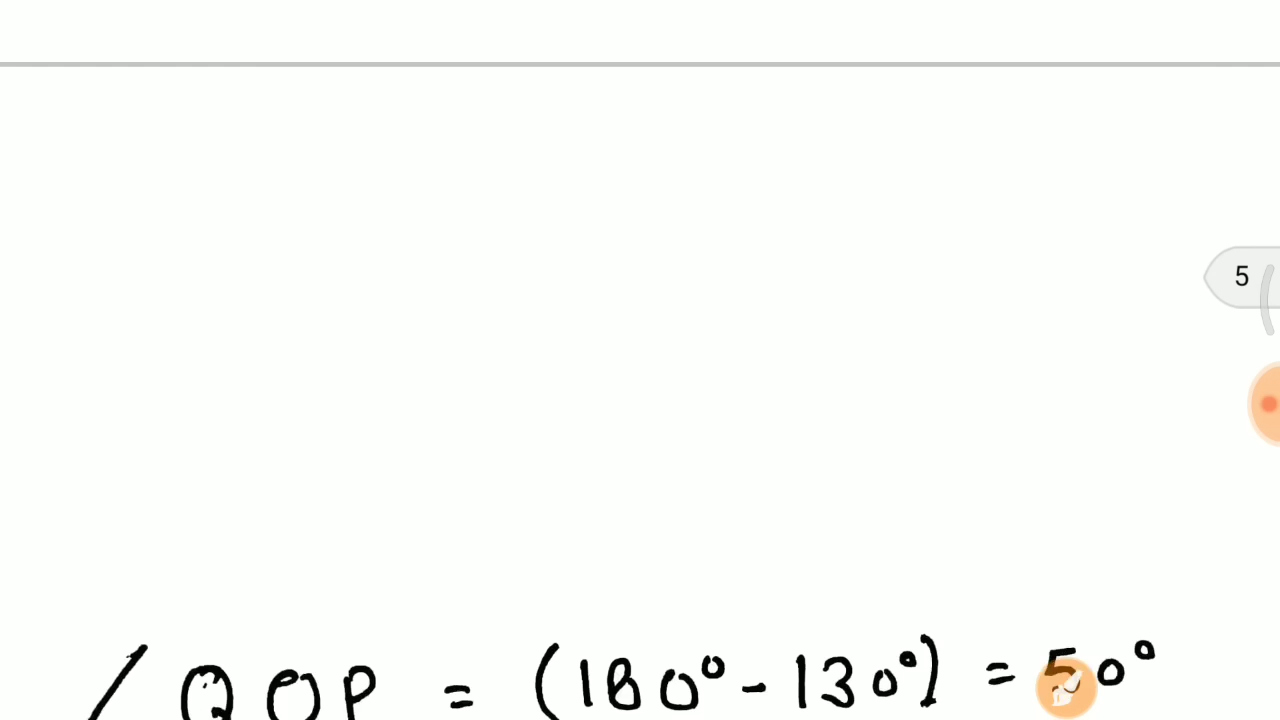 5
∠QOP = (180° - 130°) = 50°